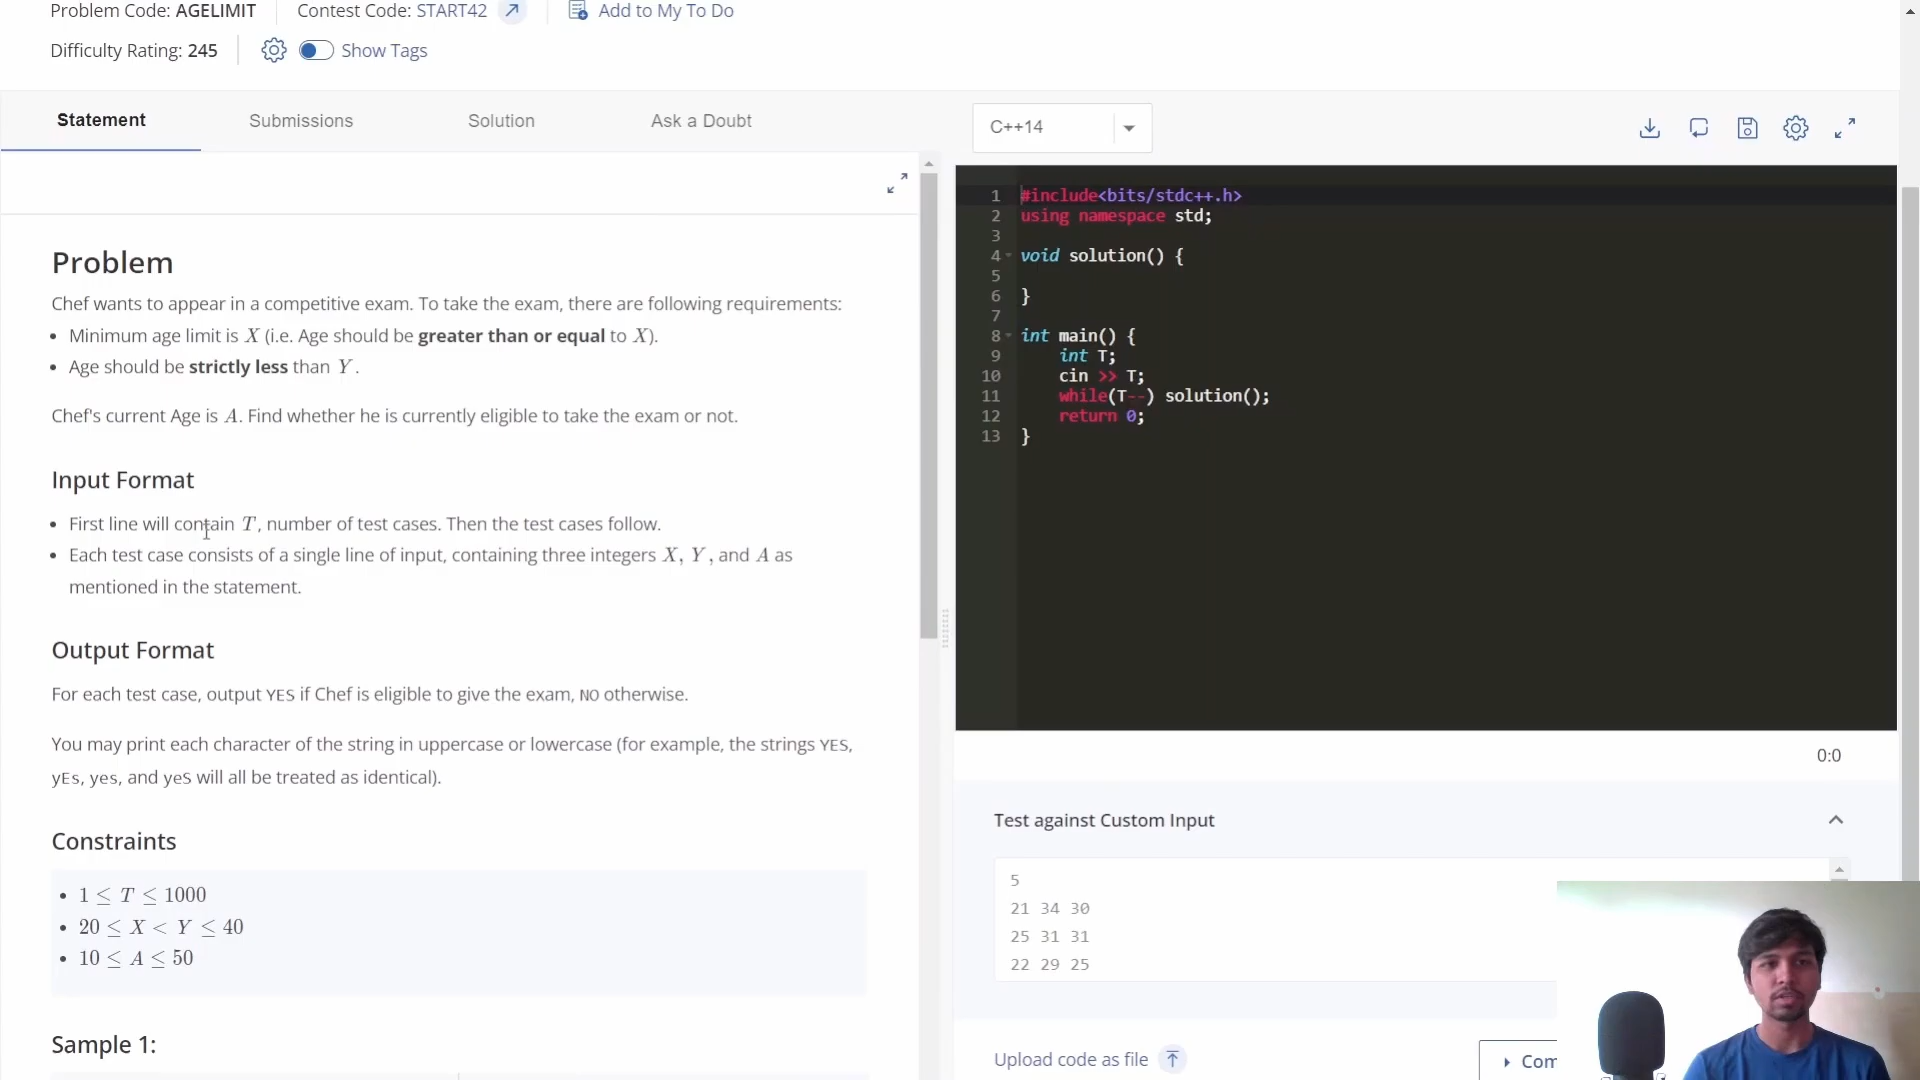 Problem Code: AGELIMIT Contest Code: START42 Add to My To Do
Difficulty Rating: 245 Show Tags
Statement Submissions Solution Ask a Doubt
Problem
Chef wants to appear in a competitive exam. To take the exam, there are following requirements:
• Minimum age limit is X (i.e. Age should be greater than or equal to X).
• Age should be strictly less than Y.
Chef's current Age is A. Find whether he is currently eligible to take the exam or not.
Input Format
• First line will contain T, number of test cases. Then the test cases follow.
• Each test case consists of a single line of input, containing three integers X, Y, and A as
mentioned in the statement.
Output Format
For each test case, output YES if Chef is eligible to give the exam, NO otherwise.
You may print each character of the string in uppercase or lowercase (for example, the strings YES,
yEs, yes, and yeS will all be treated as identical).
Constraints
• 1 ≤ T ≤ 1000
• 20 ≤ X < Y ≤ 40
• 10 ≤ A ≤ 50
Sample 1:
C++14
1 #include<bits/stdc++.h>
2 using namespace std;
3
4 void solution() {
5
6 }
7
8 int main() {
9 int T;
10 cin >> T;
11 while(T--) solution();
12 return 0;
13 }
0:0
Test against Custom Input
5
21 34 30
25 31 31
22 29 25
Upload code as file
Com